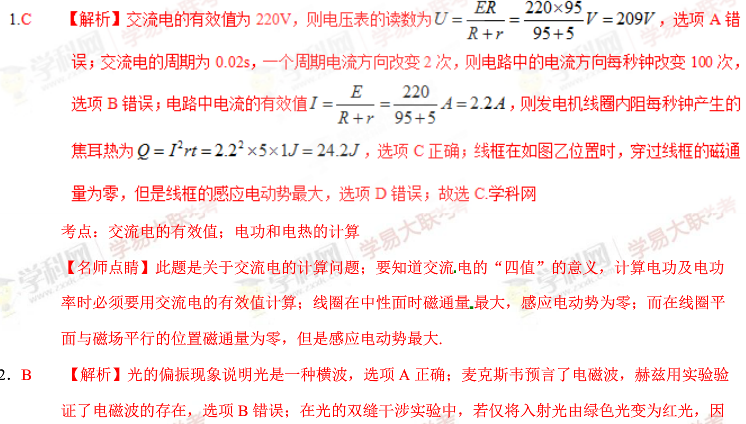 1.C 【解析】交流电的有效值为 220V，则电压表的读数为 U = ER/(R+r) = 220×95/(95+5) V = 209V ，选项 A 错
误；交流电的周期为 0.02s，一个周期电流方向改变 2 次，则电路中的电流方向每秒钟改变 100 次，
选项 B 错误；电路中电流的有效值 I = E/(R+r) = 220/(95+5) A = 2.2A ，则发电机线圈内阻每秒钟产生的
焦耳热为 Q = I²rt = 2.2²×5×1J = 24.2J ，选项 C 正确；线框在如图乙位置时，穿过线框的磁通
量为零，但是线框的感应电动势最大，选项 D 错误；故选 C.学科网
考点：交流电的有效值；电功和电热的计算
【名师点睛】此题是关于交流电的计算问题；要知道交流电的“四值”的意义，计算电功及电功
率时必须要用交流电的有效值计算；线圈在中性面时磁通量最大，感应电动势为零；而在线圈平
面与磁场平行的位置磁通量为零，但是感应电动势最大.
2．B 【解析】光的偏振现象说明光是一种横波，选项 A 正确；麦克斯韦预言了电磁波，赫兹用实验验
证了电磁波的存在，选项 B 错误；在光的双缝干涉实验中，若仅将入射光由绿色光变为红光，因